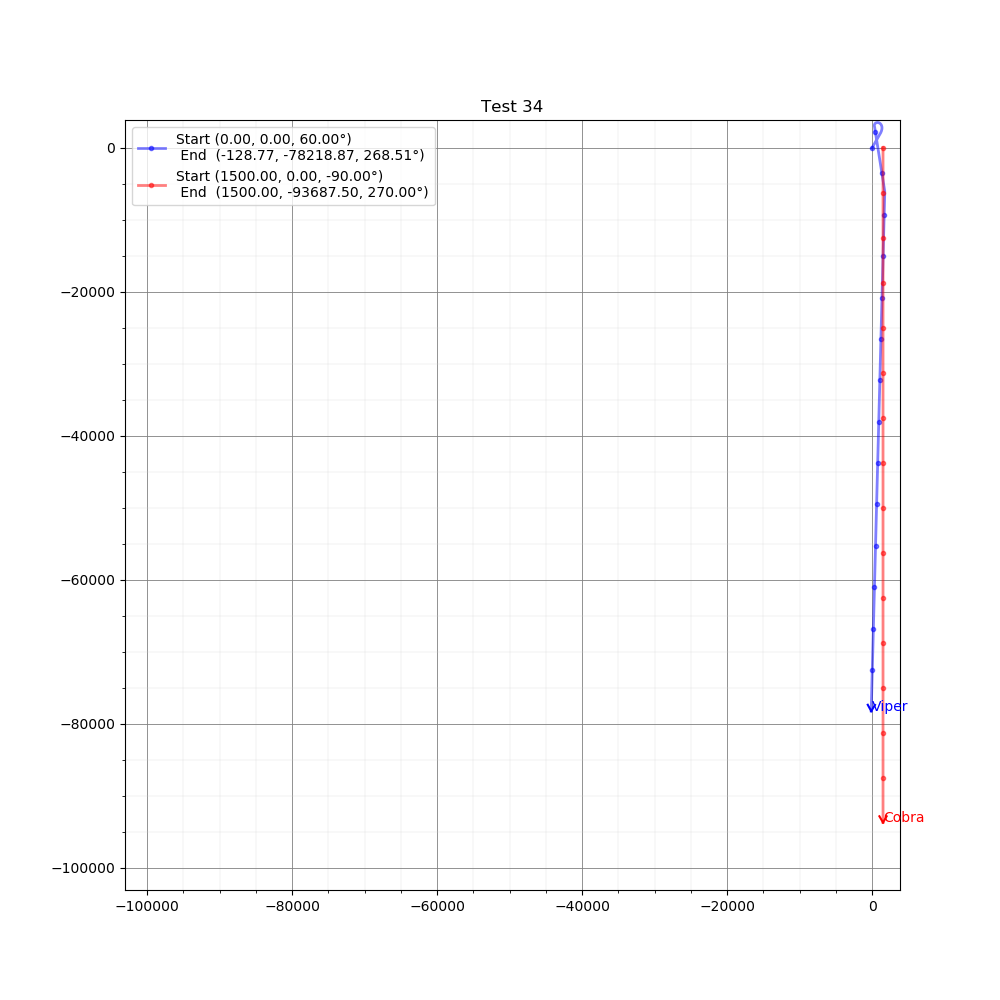 Test 34
Start (0.00, 0.00, 60.00°)
End  (-128.77, -78218.87, 268.51°)
Start (1500.00, 0.00, -90.00°)
End  (1500.00, -93687.50, 270.00°)
0
−20000
−40000
−60000
−80000
−100000
Viper
Cobra
−100000
−80000
−60000
−40000
−20000
0